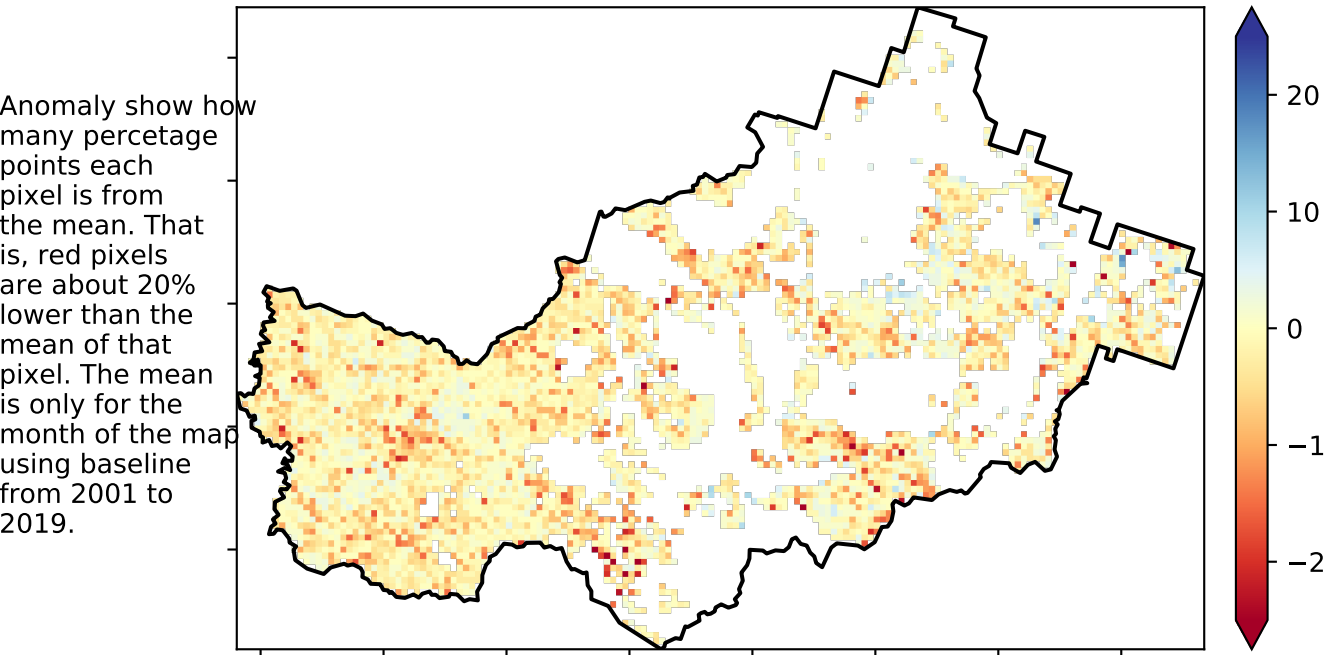 Anomaly show how
many percetage
points each
pixel is from
the mean. That
is, red pixels
are about 20%
lower than the
mean of that
pixel. The mean
is only for the
month of the map
using baseline
from 2001 to
2019.
20
10
0
−1
−2